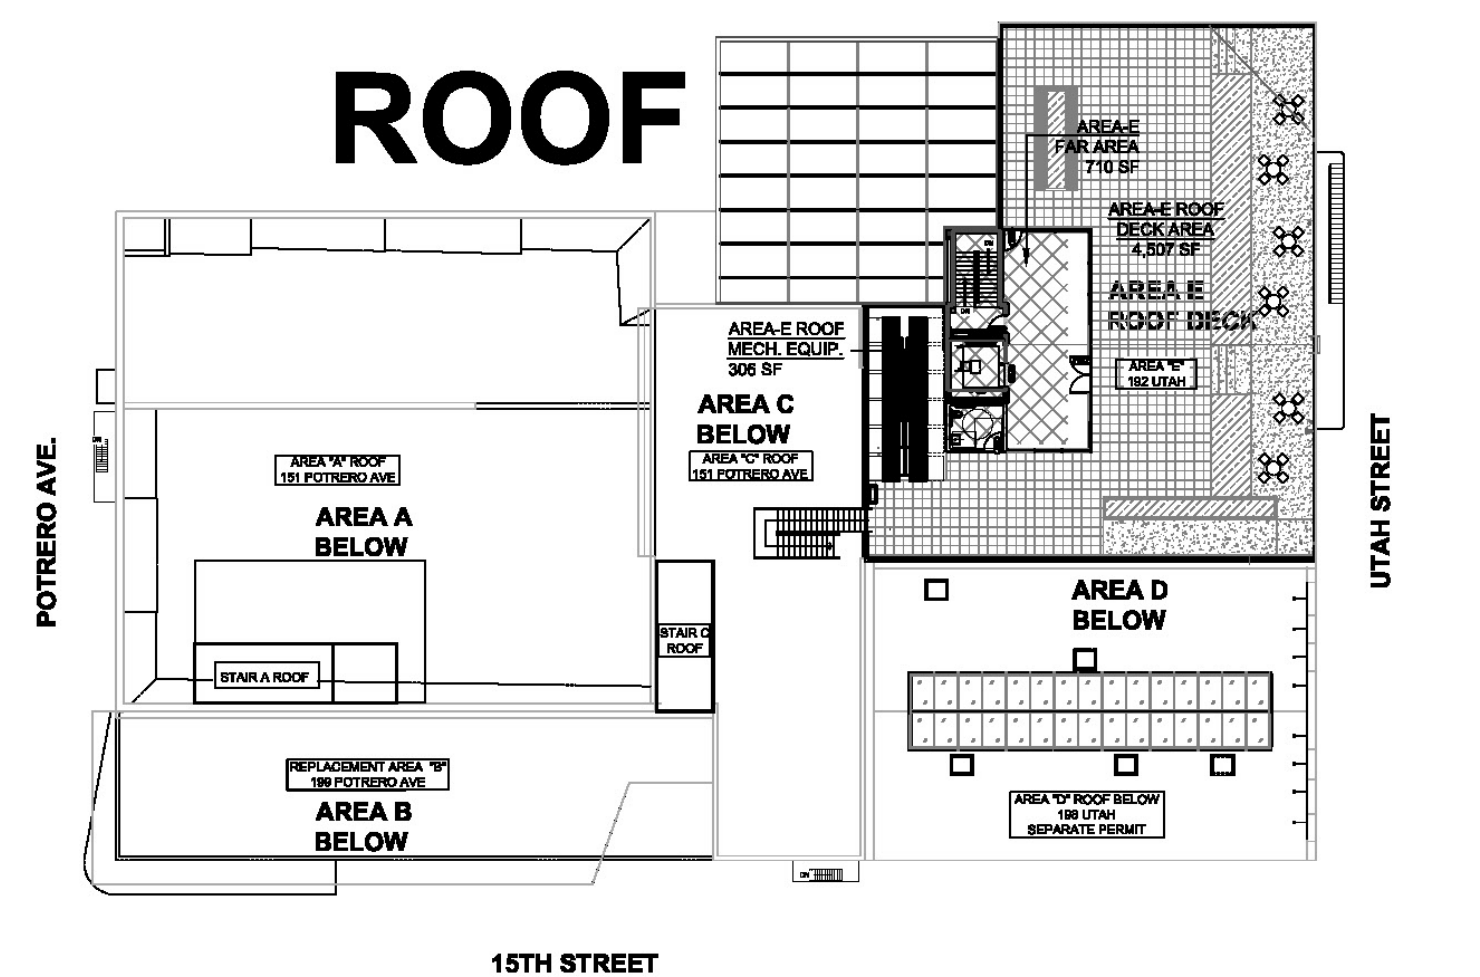 ROOF
AREA-E
FAR AREA
710 SF
AREA-E ROOF
DECK AREA
4,507 SF
AREA E
ROOF DECK
AREA "E"
192 UTAH
AREA-E ROOF
MECH. EQUIP.
306 SF
AREA C
BELOW
AREA "C" ROOF
151 POTRERO AVE
AREA "A" ROOF
151 POTRERO AVE
AREA A
BELOW
POTRERO AVE.
UTAH STREET
STAIR A ROOF
STAIR C
ROOF
AREA D
BELOW
REPLACEMENT AREA "B"
199 POTRERO AVE
AREA B
BELOW
AREA "D" ROOF BELOW
198 UTAH
SEPARATE PERMIT
DN
15TH STREET